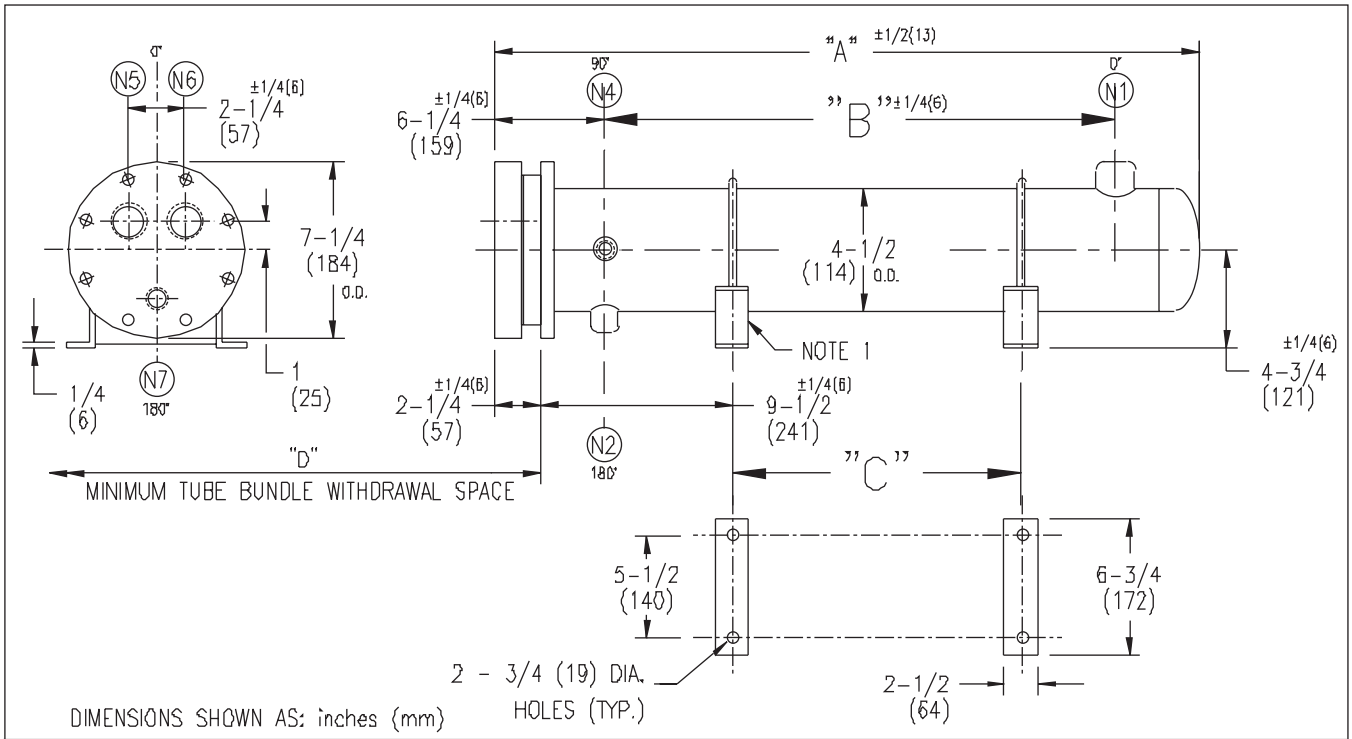 0°
N5 N6
±1/4(6)
2-1/4
(57)
7-1/4
(184)
O.D.
1
(25)
1/4
(6)
N7
180°
"A" ±1/2(13)
90°
N4
0°
N1
±1/4(6)
6-1/4
(159)
"B" ±1/4(6)
4-1/2
(114)
O.D.
NOTE 1
±1/4(6)
4-3/4
(121)
±1/4(6)
2-1/4
(57)
±1/4(6)
9-1/2
(241)
N2
180°
"D"
MINIMUM TUBE BUNDLE WITHDRAWAL SPACE
"C"
5-1/2
(140)
6-3/4
(172)
2 - 3/4 (19) DIA.
HOLES (TYP.)
2-1/2
(64)
DIMENSIONS SHOWN AS: inches (mm)